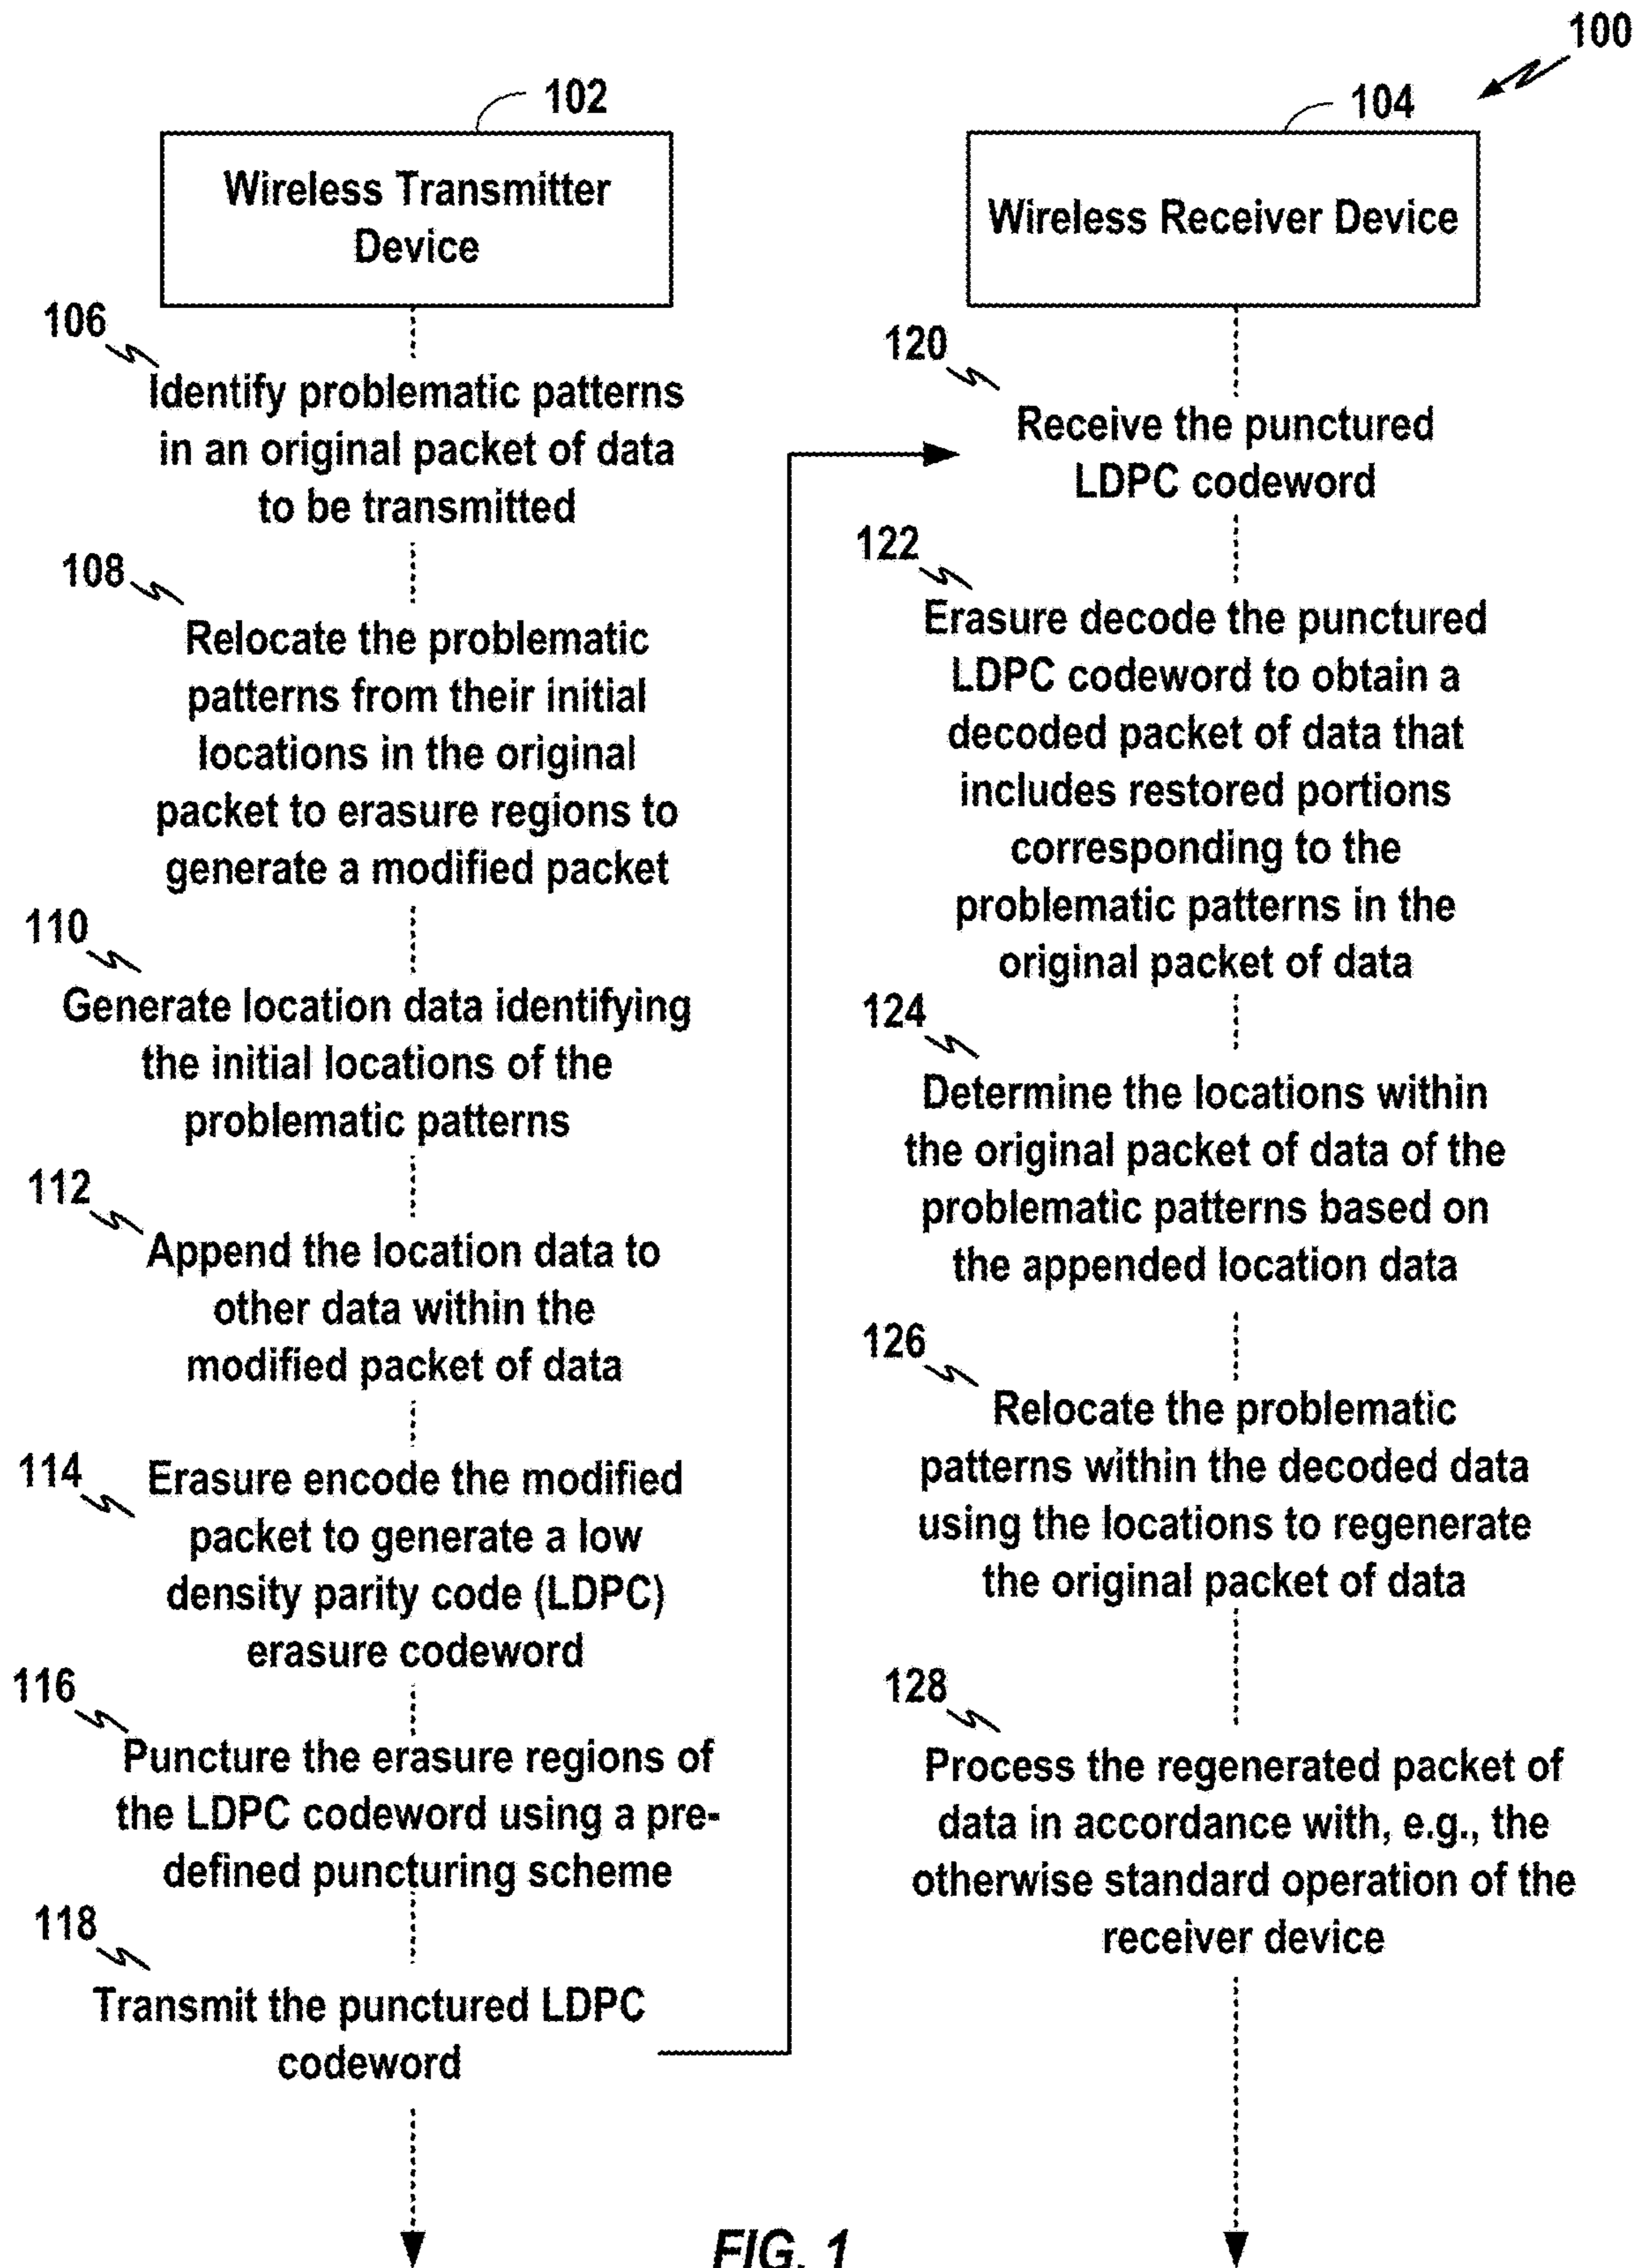 100
102
Wireless Transmitter
Device
106
Identify problematic patterns
in an original packet of data
to be transmitted
108
Relocate the problematic
patterns from their initial
locations in the original
packet to erasure regions to
generate a modified packet
110
Generate location data identifying
the initial locations of the
problematic patterns
112
Append the location data to
other data within the
modified packet of data
114
Erasure encode the modified
packet to generate a low
density parity code (LDPC)
erasure codeword
116
Puncture the erasure regions of
the LDPC codeword using a pre-
defined puncturing scheme
118
Transmit the punctured LDPC
codeword
104
Wireless Receiver Device
120
Receive the punctured
LDPC codeword
122
Erasure decode the punctured
LDPC codeword to obtain a
decoded packet of data that
includes restored portions
corresponding to the
problematic patterns in the
original packet of data
124
Determine the locations within
the original packet of data of the
problematic patterns based on
the appended location data
126
Relocate the problematic
patterns within the decoded data
using the locations to regenerate
the original packet of data
128
Process the regenerated packet of
data in accordance with, e.g., the
otherwise standard operation of the
receiver device
FIG. 1